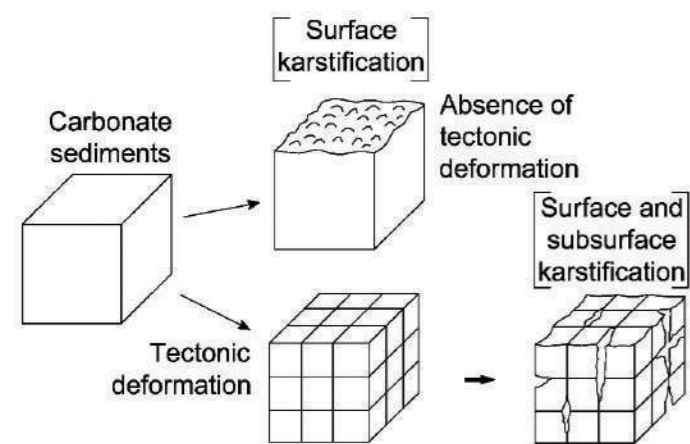 Surface
karstification
Carbonate
sediments
Absence of
tectonic
deformation
Surface and
subsurface
karstification
Tectonic
deformation